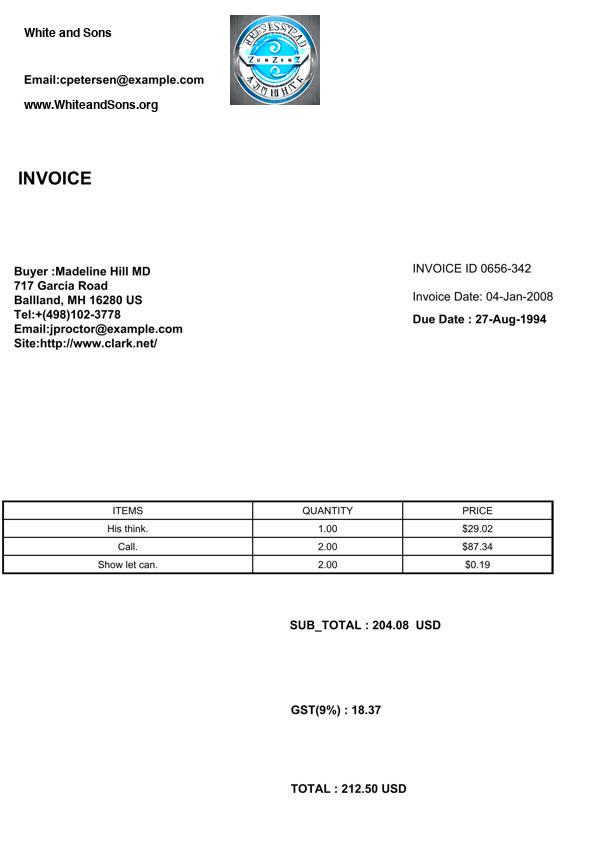 White and Sons
Email:cpetersen@example.com
www.WhiteandSons.org
ZunZenZ
INVOICE
Buyer :Madeline Hill MD
717 Garcia Road
Ballland, MH 16280 US
Tel:+(498)102-3778
Email:jproctor@example.com
Site:http://www.clark.net/
INVOICE ID 0656-342
Invoice Date: 04-Jan-2008
Due Date : 27-Aug-1994
ITEMS QUANTITY PRICE
His think. 1.00 $29.02
Call. 2.00 $87.34
Show let can. 2.00 $0.19
SUB_TOTAL : 204.08 USD
GST(9%) : 18.37
TOTAL : 212.50 USD